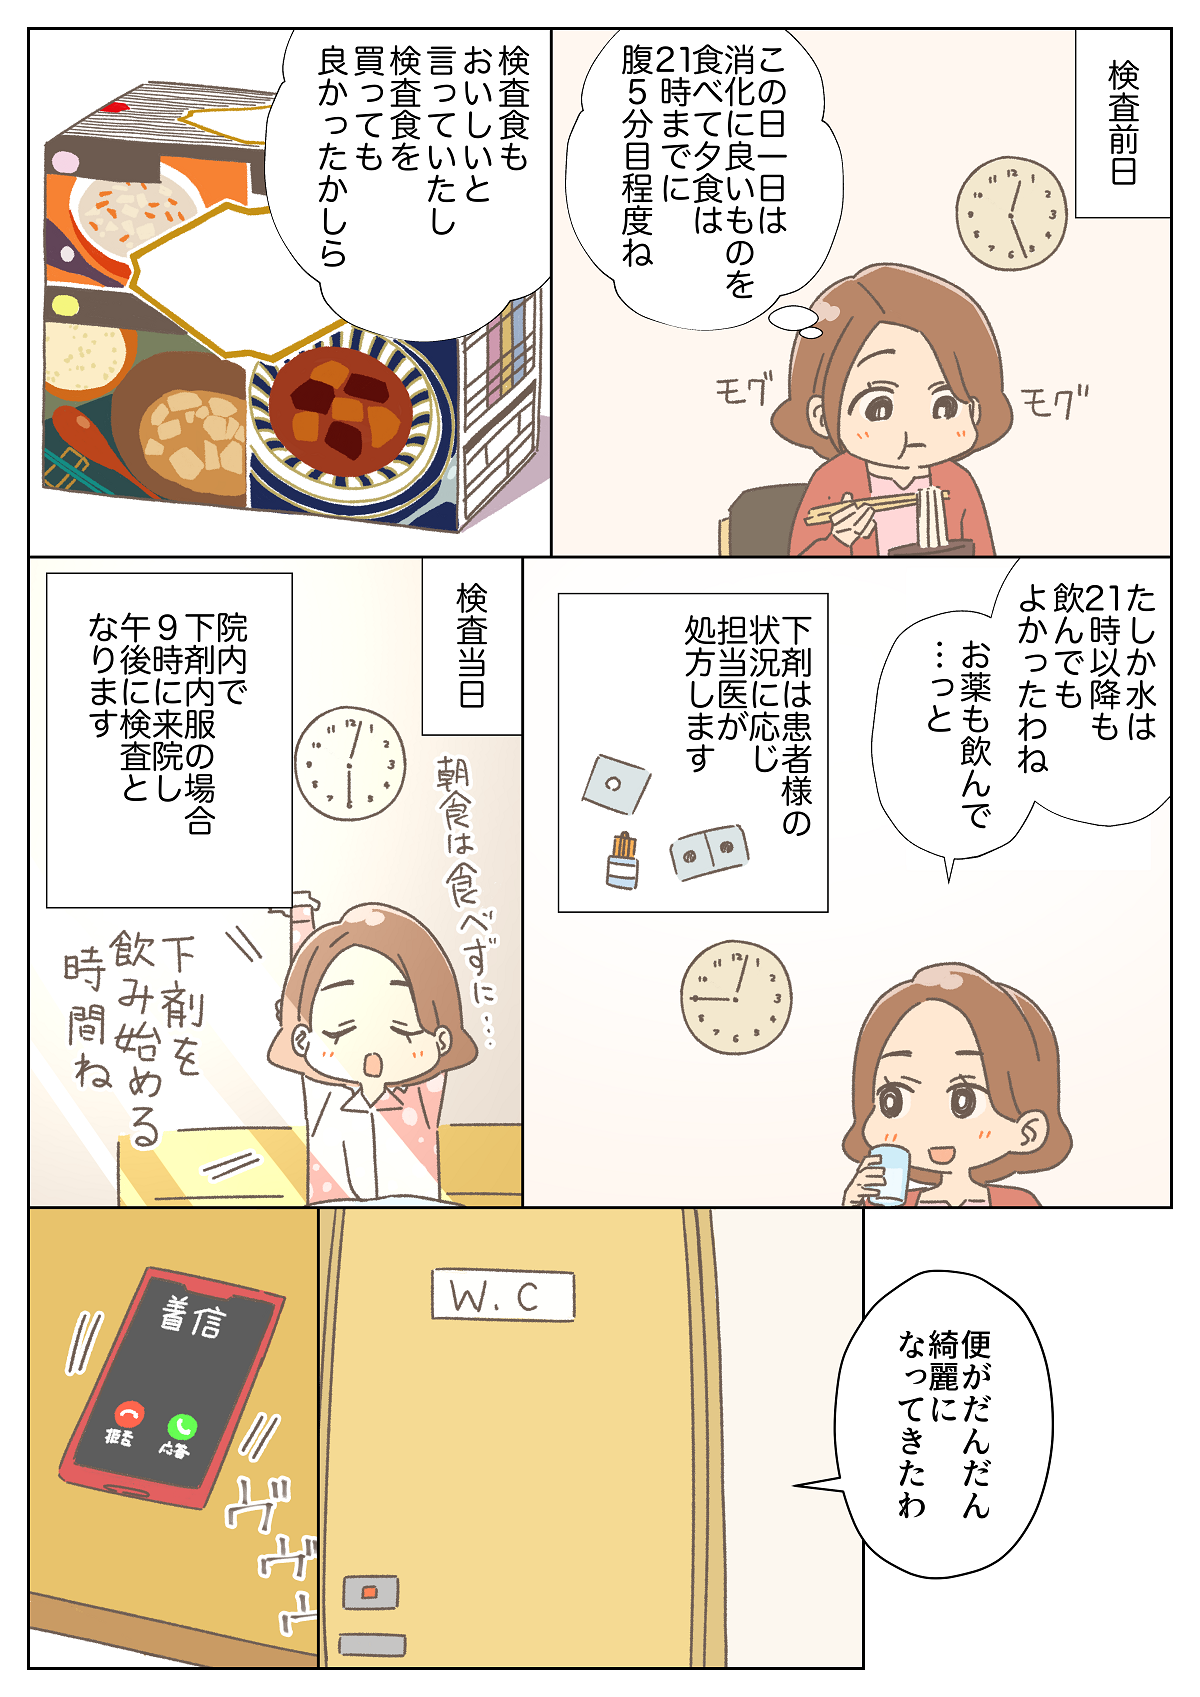 検査前日
この日一日は
消化に良いものを
食べて夕食は
21時までに
腹5分目程度ね
モグ
モグ
検査食も
おいしいと
言っていたし
検査食を
買っても
良かったかしら
たしか水は
21時以降も
飲んでも
よかったわね
お薬も飲んで
…っと
下剤は患者様の
状況に応じ
担当医が
処方します
検査当日
朝食は食べずに…
院内で
下剤内服の場合
9時に来院し
午後に検査と
なります
下剤を
飲み始める
時間ね
便がだんだん
綺麗に
なってきたわ
W.C
着信
拒否
応答
ヴヴヴ